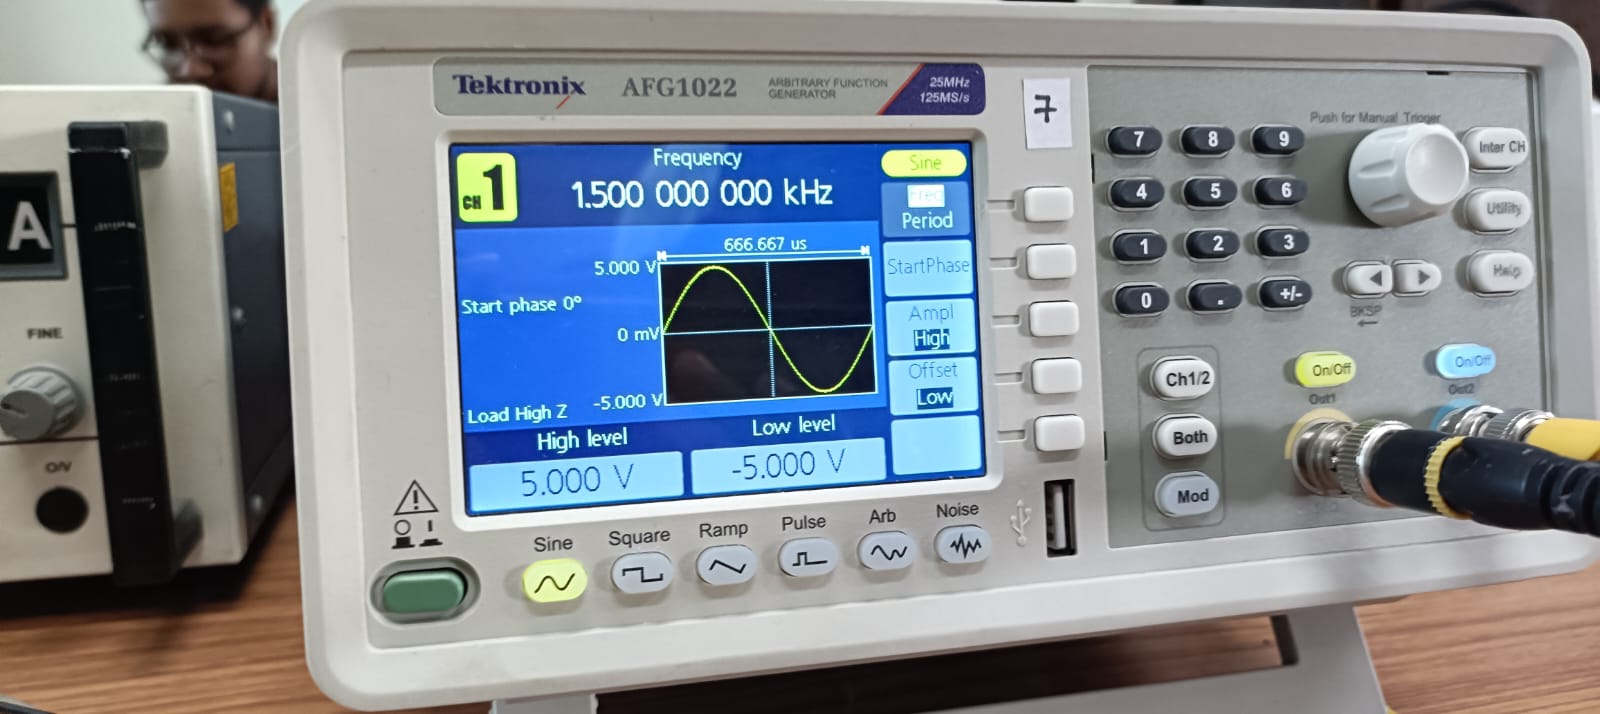 Tektronix AFG1022 ARBITRARY FUNCTION GENERATOR
25MHz
125MS/s
7
A
FINE
CH 1
Frequency
1.500 000 000 kHz
Sine
Freq
Period
StartPhase
Ampl
High
Offset
Low
666.667 us
5.000 V
Start phase 0°
0 mV
-5.000 V
Load High Z
High level
Low level
5.000 V
-5.000 V
Sine
Square
Ramp
Pulse
Arb
Noise
Push for Manual Trigger
7 8 9
4 5 6
1 2 3
0 . +/-
Inter CH
Utility
Help
BKSP
Ch1/2
Both
Mod
On/Off
Out1
On/Off
Out2